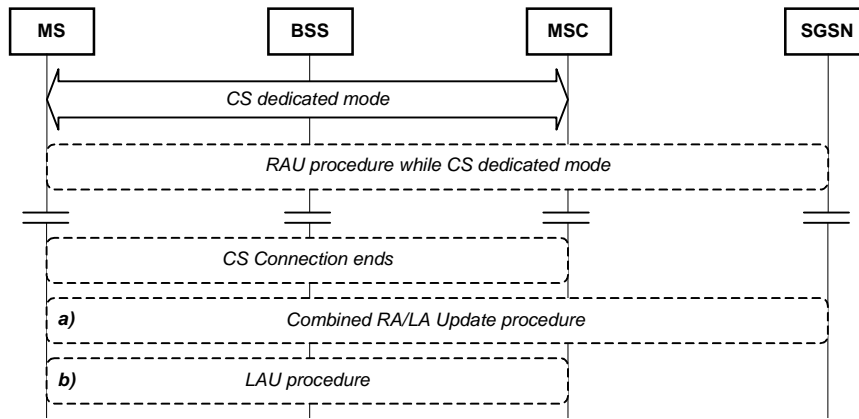 MS BSS MSC SGSN
CS dedicated mode
RAU procedure while CS dedicated mode
CS Connection ends
a) Combined RA/LA Update procedure
b) LAU procedure